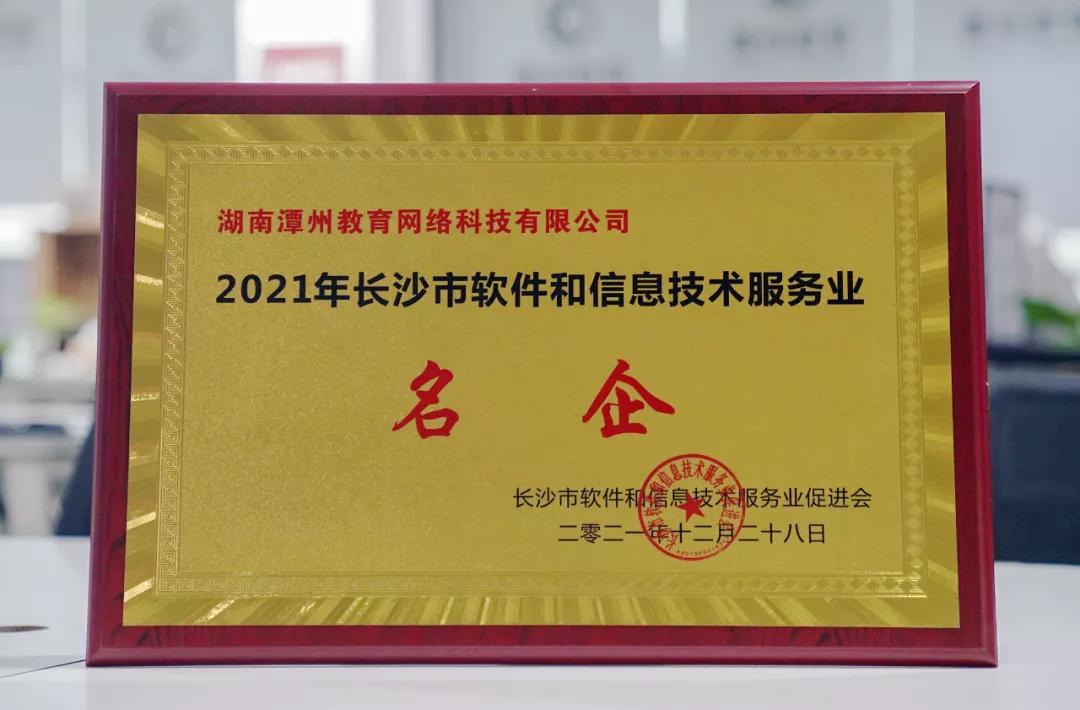 湖南潭州教育网络科技有限公司
2021年长沙市软件和信息技术服务业
名 企
长沙市软件和信息技术服务业促进会
二零二一年十二月二十八日